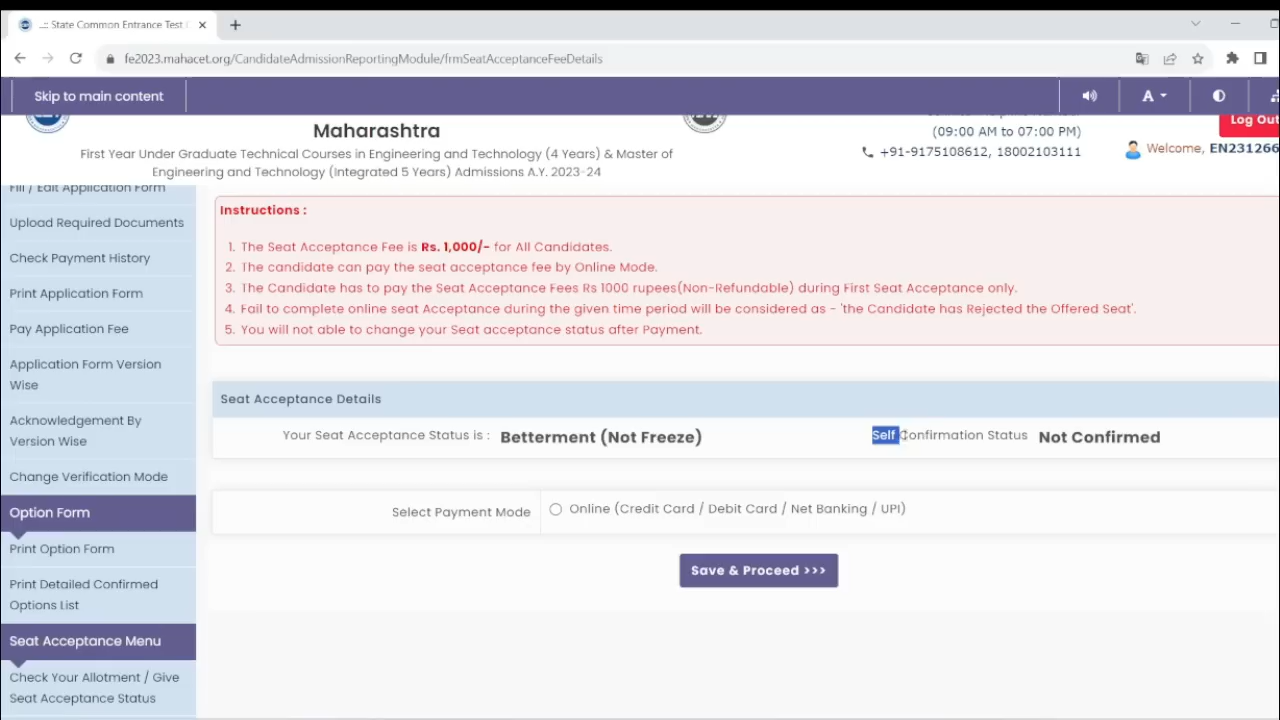 ..:: State Common Entrance Test
fe2023.mahacet.org/CandidateAdmissionReportingModule/frmSeatAcceptanceFeeDetails
Skip to main content
A
Maharashtra
First Year Under Graduate Technical Courses in Engineering and Technology (4 Years) & Master of
Engineering and Technology (Integrated 5 Years) Admissions A.Y. 2023-24
(09:00 AM to 07:00 PM)
+91-9175108612, 18002103111
Log Out
Welcome, EN231266
Fill / Edit Application Form
Upload Required Documents
Check Payment History
Print Application Form
Pay Application Fee
Application Form Version
Wise
Acknowledgement By
Version Wise
Change Verification Mode
Option Form
Print Option Form
Print Detailed Confirmed
Options List
Seat Acceptance Menu
Check Your Allotment / Give
Seat Acceptance Status
Instructions :
1. The Seat Acceptance Fee is Rs. 1,000/- for All Candidates.
2. The candidate can pay the seat acceptance fee by Online Mode.
3. The Candidate has to pay the Seat Acceptance Fees Rs 1000 rupees(Non-Refundable) during First Seat Acceptance only.
4. Fail to complete online seat Acceptance during the given time period will be considered as - 'the Candidate has Rejected the Offered Seat'.
5. You will not able to change your Seat acceptance status after Payment.
Seat Acceptance Details
Your Seat Acceptance Status is : Betterment (Not Freeze) Self Confirmation Status Not Confirmed
Select Payment Mode Online (Credit Card / Debit Card / Net Banking / UPI)
Save & Proceed >>>